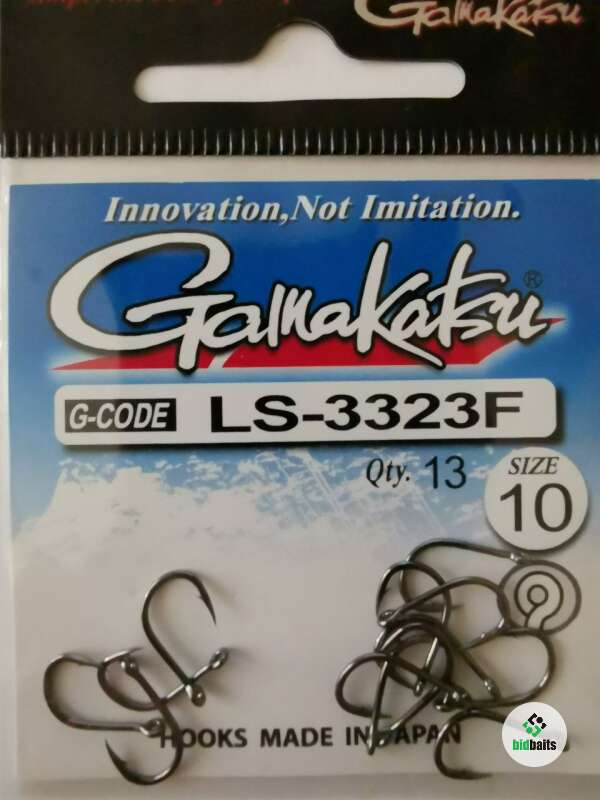 Gamakatsu
Innovation,Not Imitation.
Gamakatsu®
G-CODE LS-3323F
Qty. 13
SIZE
10
HOOKS MADE IN JAPAN
bidbaits